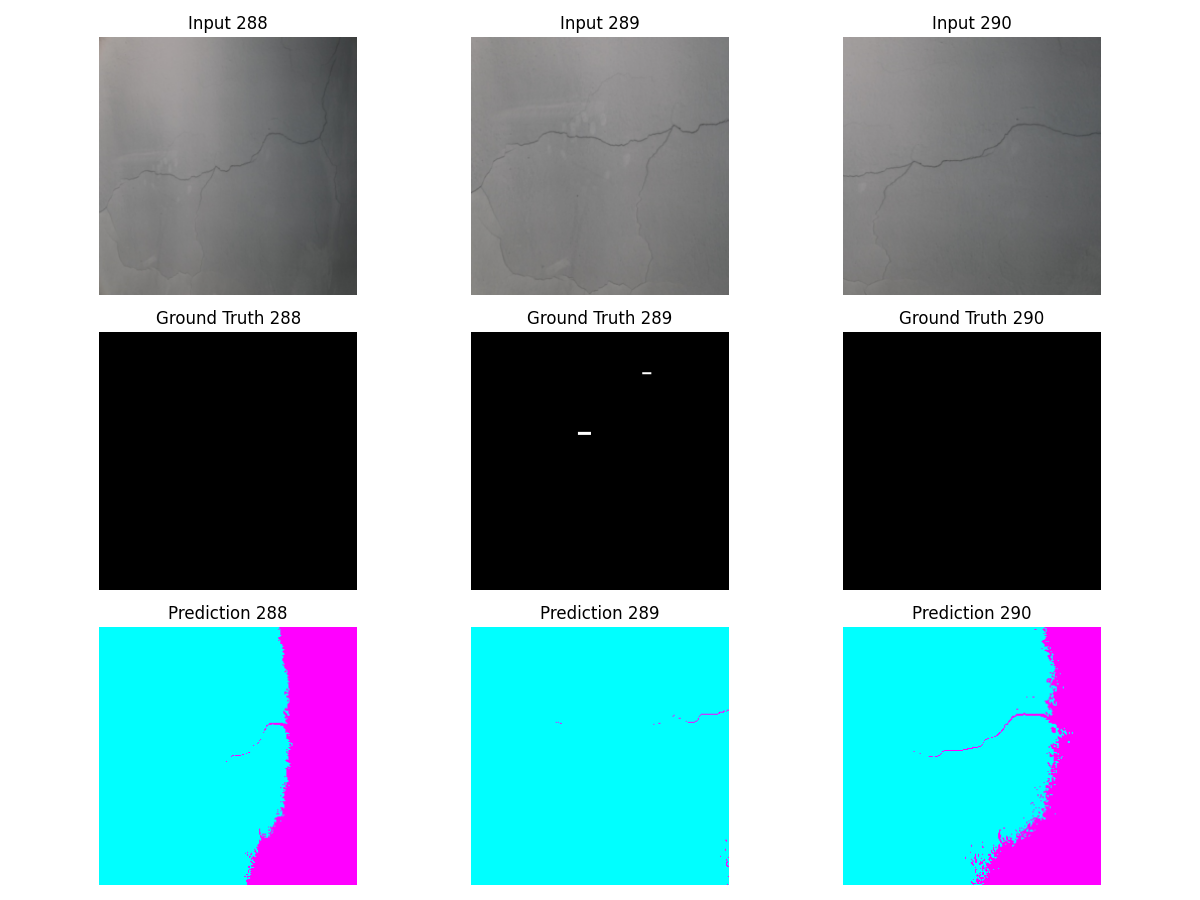 Input 288
Input 289
Input 290
Ground Truth 288
Ground Truth 289
Ground Truth 290
Prediction 288
Prediction 289
Prediction 290